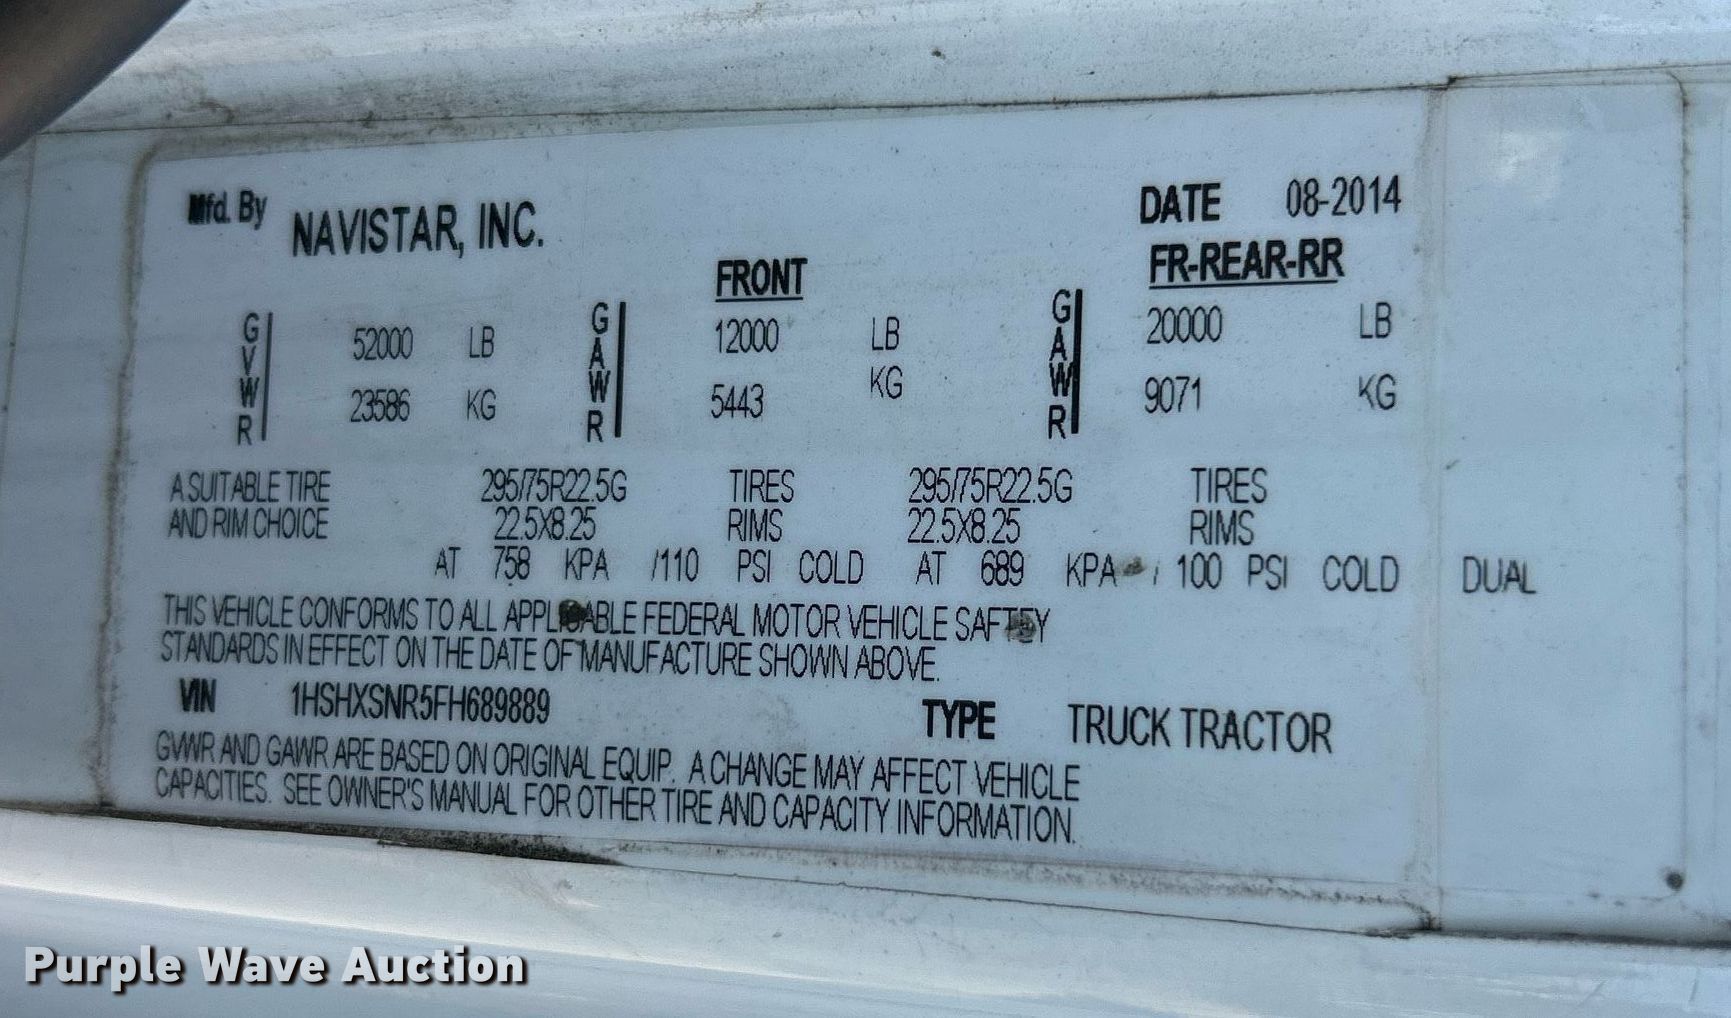 Mfd. By NAVISTAR, INC. DATE 08-2014
FRONT FR-REAR-RR
GVWR 52000 LB GAWR 12000 LB GAWR 20000 LB
23586 KG 5443 KG 9071 KG
A SUITABLE TIRE 295/75R22.5G TIRES 295/75R22.5G TIRES
AND RIM CHOICE 22.5X8.25 RIMS 22.5X8.25 RIMS
AT 758 KPA /110 PSI COLD AT 689 KPA / 100 PSI COLD DUAL
THIS VEHICLE CONFORMS TO ALL APPLICABLE FEDERAL MOTOR VEHICLE SAFTEY
STANDARDS IN EFFECT ON THE DATE OF MANUFACTURE SHOWN ABOVE.
VIN 1HSHXSNR5FH689889 TYPE TRUCK TRACTOR
GVWR AND GAWR ARE BASED ON ORIGINAL EQUIP. A CHANGE MAY AFFECT VEHICLE
CAPACITIES. SEE OWNER'S MANUAL FOR OTHER TIRE AND CAPACITY INFORMATION.
Purple Wave Auction